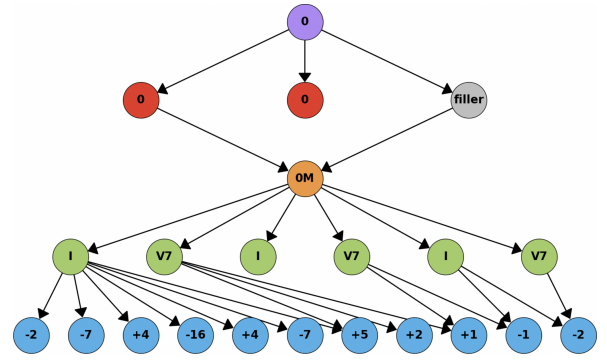 0
0 0 filler
0M
I V7 I V7 I V7
-2 -7 +4 -16 +4 -7 +5 +2 +1 -1 -2